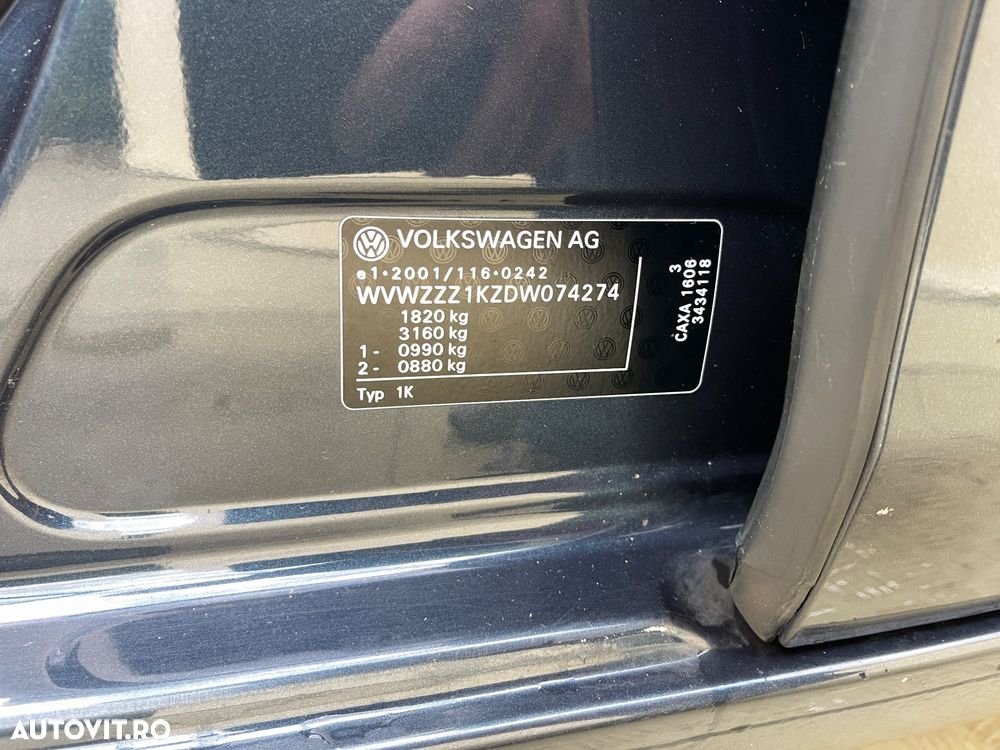 VOLKSWAGEN AG
e1*2001/116*0242
WVWZZZ1KZDW074274
1820 kg
3160 kg
1 - 0990 kg
2 - 0880 kg
Typ 1K
3
CAXA 1606
3434118
AUTOVIT.RO